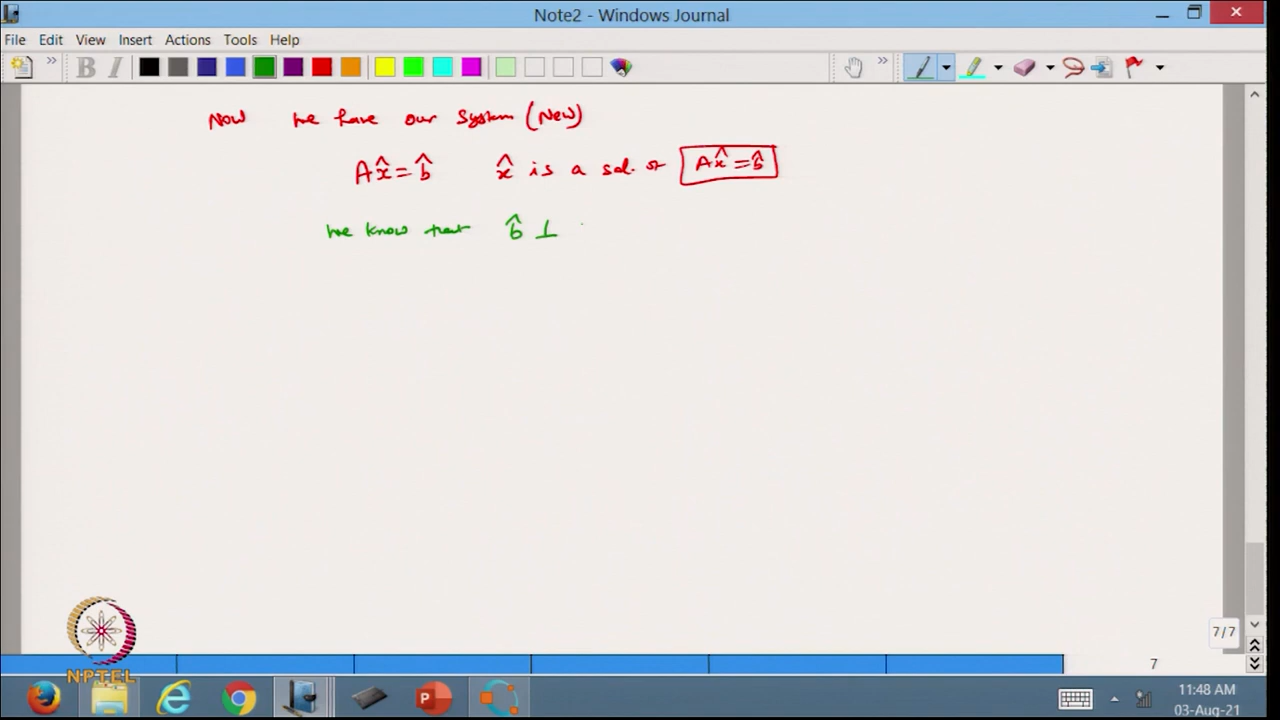 Note2 - Windows Journal
File Edit View Insert Actions Tools Help
B I
Now we have our system (New)
Ax̂ = b̂ x̂ is a sol. of Ax̂ = b̂
we know that b̂ ⊥
7/7
7
NPTEL
11:48 AM
03-Aug-21